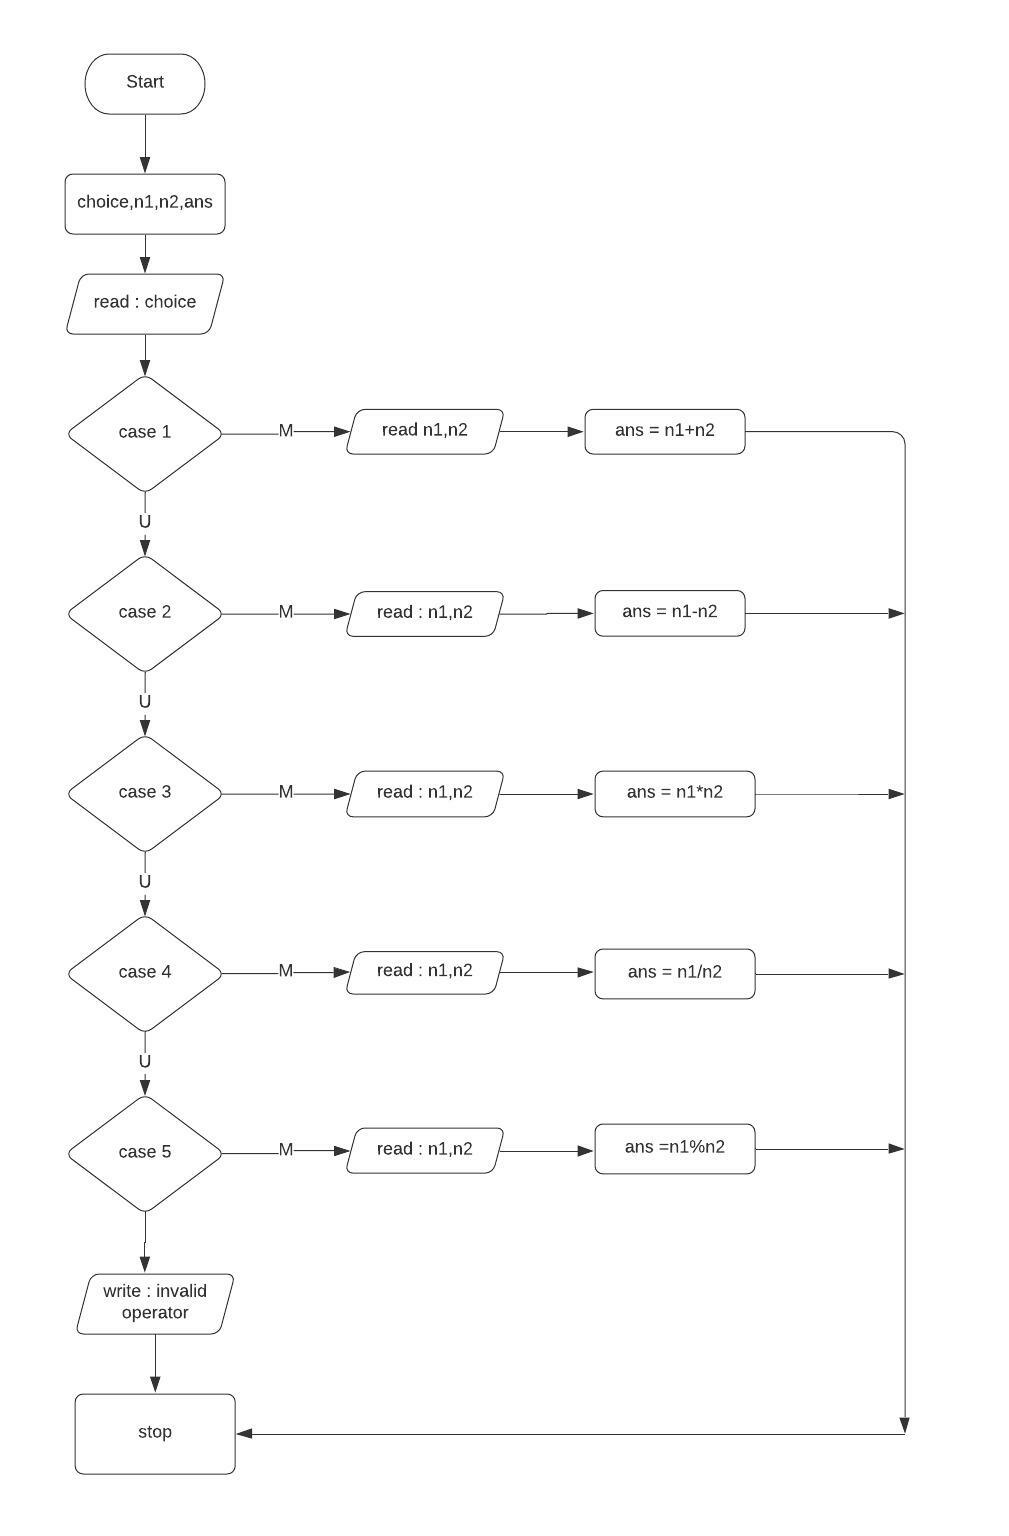 Start
choice,n1,n2,ans
read : choice
case 1
M
read n1,n2
ans = n1+n2
U
case 2
M
read : n1,n2
ans = n1-n2
U
case 3
M
read : n1,n2
ans = n1*n2
U
case 4
M
read : n1,n2
ans = n1/n2
U
case 5
M
read : n1,n2
ans =n1%n2
write : invalid
operator
stop